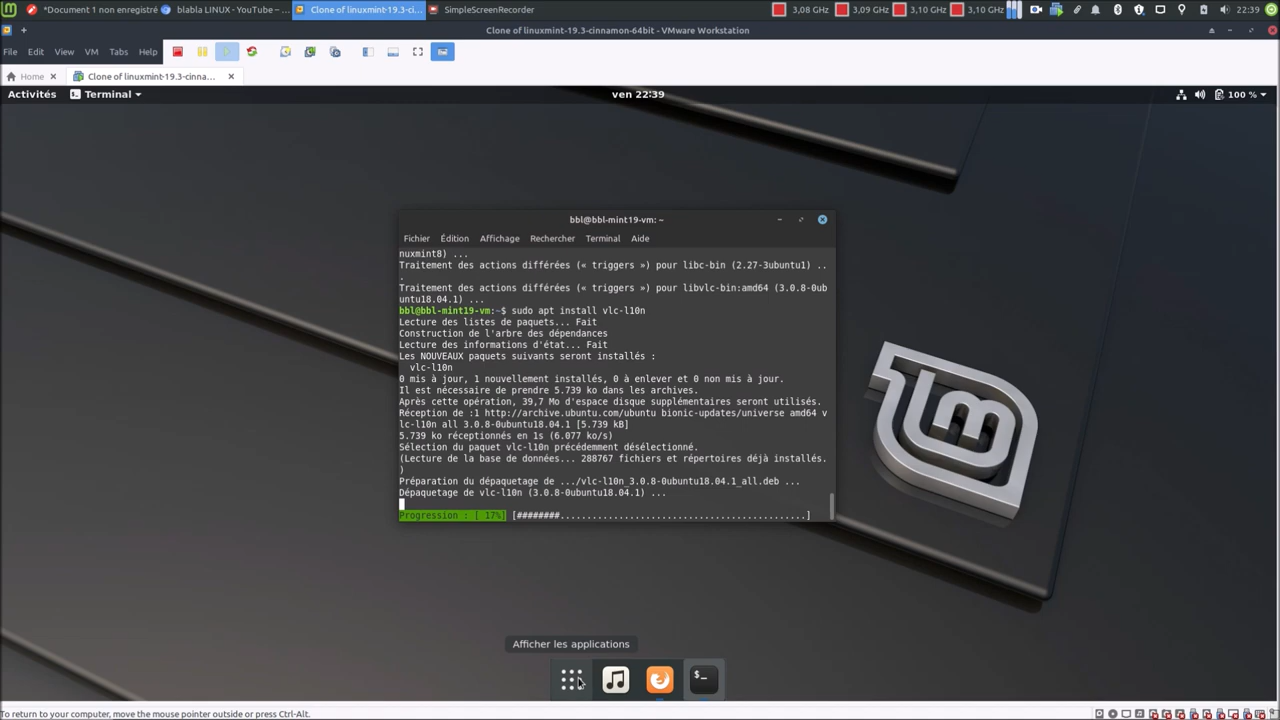 *Document 1 non enregistré
blabla LINUX - YouTube – ...
Clone of linuxmint-19.3-cinn...
SimpleScreenRecorder
3,08 GHz
3,09 GHz
3,10 GHz
3,10 GHz
22:39
Clone of linuxmint-19.3-cinnamon-64bit - VMware Workstation
File Edit View VM Tabs Help
Home
Clone of linuxmint-19.3-cinna...
Activités
Terminal
ven 22:39
100 %
bbl@bbl-mint19-vm: ~
Fichier Édition Affichage Rechercher Terminal Aide
nuxmint8) ...
Traitement des actions différées (« triggers ») pour libc-bin (2.27-3ubuntu1) ..
.
Traitement des actions différées (« triggers ») pour libvlc-bin:amd64 (3.0.8-0ub
untu18.04.1) ...
bbl@bbl-mint19-vm:~$ sudo apt install vlc-l10n
Lecture des listes de paquets... Fait
Construction de l'arbre des dépendances
Lecture des informations d'état... Fait
Les NOUVEAUX paquets suivants seront installés :
vlc-l10n
0 mis à jour, 1 nouvellement installés, 0 à enlever et 0 non mis à jour.
Il est nécessaire de prendre 5.739 ko dans les archives.
Après cette opération, 39,7 Mo d'espace disque supplémentaires seront utilisés.
Réception de :1 http://archive.ubuntu.com/ubuntu bionic-updates/universe amd64 v
lc-l10n all 3.0.8-0ubuntu18.04.1 [5.739 kB]
5.739 ko réceptionnés en 1s (6.077 ko/s)
Sélection du paquet vlc-l10n précédemment désélectionné.
(Lecture de la base de données... 288767 fichiers et répertoires déjà installés.
)
Préparation du dépaquetage de .../vlc-l10n_3.0.8-0ubuntu18.04.1_all.deb ...
Dépaquetage de vlc-l10n (3.0.8-0ubuntu18.04.1) ...
Progression : [ 17%] [########..............................................]
Afficher les applications
$_
To return to your computer, move the mouse pointer outside or press Ctrl-Alt.